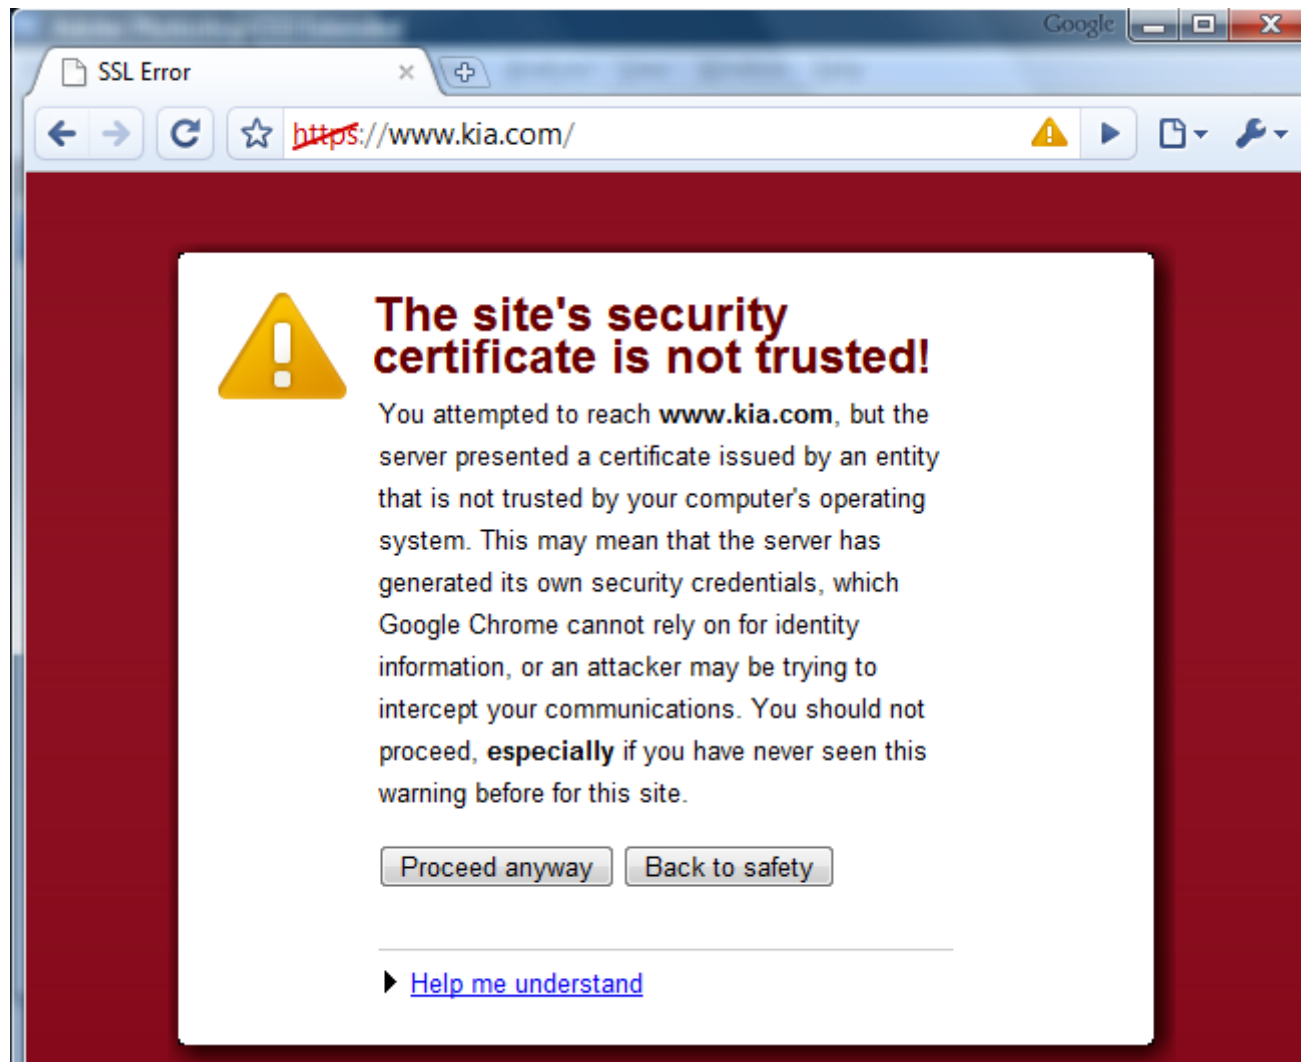 Google
SSL Error
https://www.kia.com/
The site's security
certificate is not trusted!
You attempted to reach www.kia.com, but the
server presented a certificate issued by an entity
that is not trusted by your computer's operating
system. This may mean that the server has
generated its own security credentials, which
Google Chrome cannot rely on for identity
information, or an attacker may be trying to
intercept your communications. You should not
proceed, especially if you have never seen this
warning before for this site.
Proceed anyway Back to safety
Help me understand